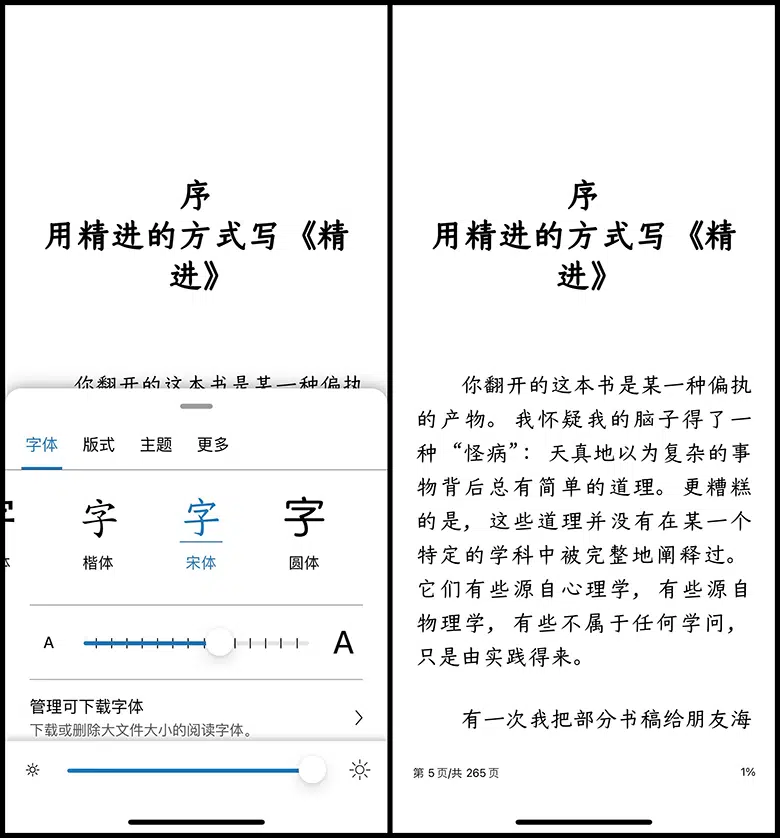 序
用精进的方式写《精
进》
你翻开的这本书是某一种偏执
字体 版式 主题 更多
字 字 字 字
体 楷体 宋体 圆体
A A
管理可下载字体
下载或删除大文件大小的阅读字体。
序
用精进的方式写《精
进》
你翻开的这本书是某一种偏执
的产物。我怀疑我的脑子得了一
种“怪病”：天真地以为复杂的事
物背后总有简单的道理。更糟糕
的是，这些道理并没有在某一个
特定的学科中被完整地阐释过。
它们有些源自心理学，有些源自
物理学，有些不属于任何学问，
只是由实践得来。
有一次我把部分书稿给朋友海
第 5 页/共 265 页 1%